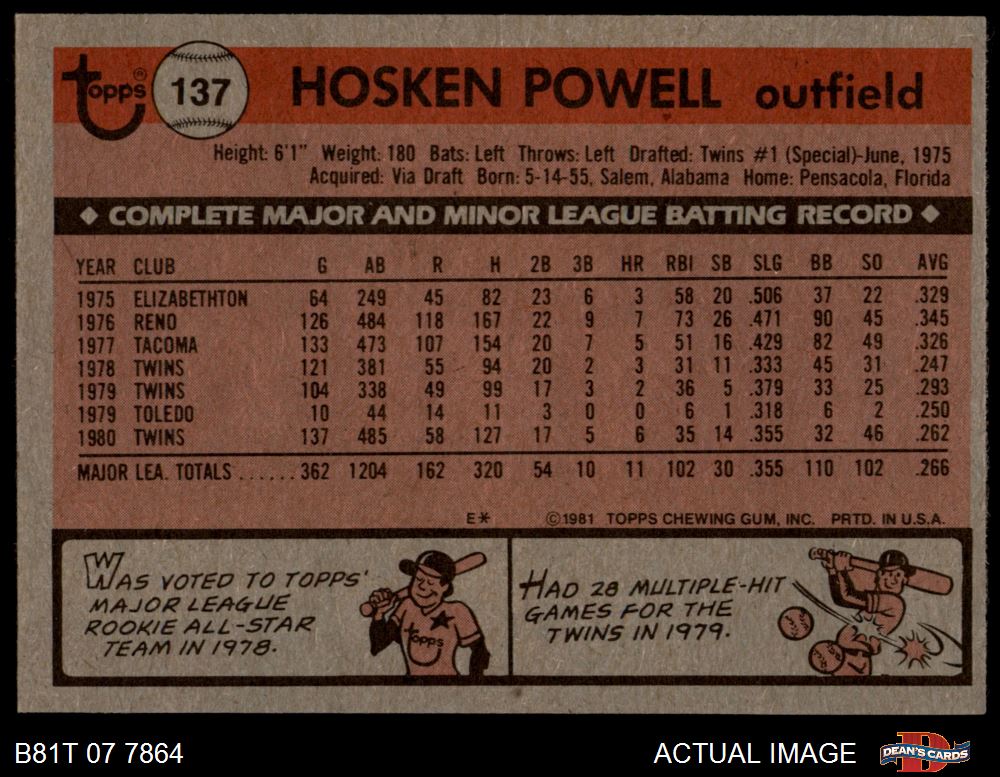 topps® 137 HOSKEN POWELL outfield
Height: 6'1" Weight: 180 Bats: Left Throws: Left Drafted: Twins #1 (Special)-June, 1975
Acquired: Via Draft Born: 5-14-55, Salem, Alabama Home: Pensacola, Florida
◆ COMPLETE MAJOR AND MINOR LEAGUE BATTING RECORD ◆
YEAR CLUB G AB R H 2B 3B HR RBI SB SLG BB SO AVG
1975 ELIZABETHTON 64 249 45 82 23 6 3 58 20 .506 37 22 .329
1976 RENO 126 484 118 167 22 9 7 73 26 .471 90 45 .345
1977 TACOMA 133 473 107 154 20 7 5 51 16 .429 82 49 .326
1978 TWINS 121 381 55 94 20 2 3 31 11 .333 45 31 .247
1979 TWINS 104 338 49 99 17 3 2 36 5 .379 33 25 .293
1979 TOLEDO 10 44 14 11 3 0 0 6 1 .318 6 2 .250
1980 TWINS 137 485 58 127 17 5 6 35 14 .355 32 46 .262
MAJOR LEA. TOTALS ...... 362 1204 162 320 54 10 11 102 30 .355 110 102 .266
E* ©1981 TOPPS CHEWING GUM, INC. PRTD. IN U.S.A.
WAS VOTED TO TOPPS'
MAJOR LEAGUE
ROOKIE ALL-STAR
TEAM IN 1978.
topps
HAD 28 MULTIPLE-HIT
GAMES FOR THE
TWINS IN 1979.
B81T 07 7864 ACTUAL IMAGE DEAN'S CARDS